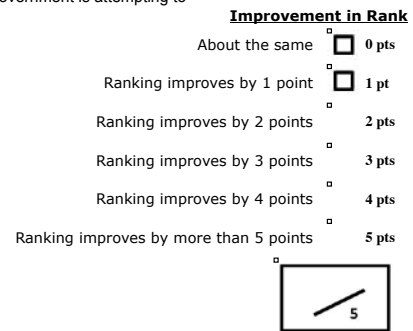 overnment is attempting to
Improvement in Rank
About the same 0 pts
Ranking improves by 1 point 1 pt
Ranking improves by 2 points 2 pts
Ranking improves by 3 points 3 pts
Ranking improves by 4 points 4 pts
Ranking improves by more than 5 points 5 pts
5